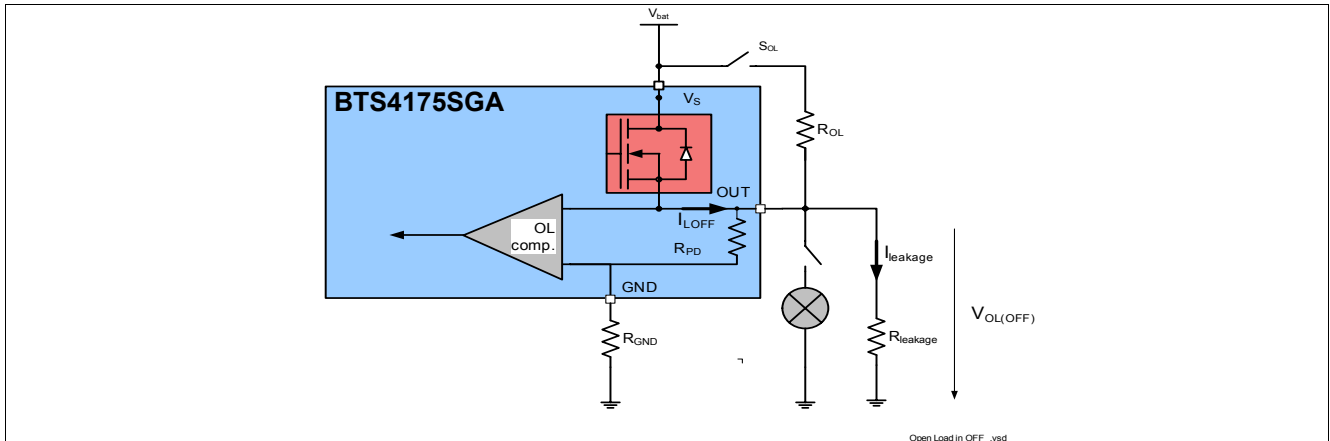 Vbat
SOL
BTS4175SGA
VS
ROL
OUT
ILOFF
OL
comp.
RPD
Ileakage
GND
VOL(OFF)
RGND
Rleakage
Open Load in OFF .vsd